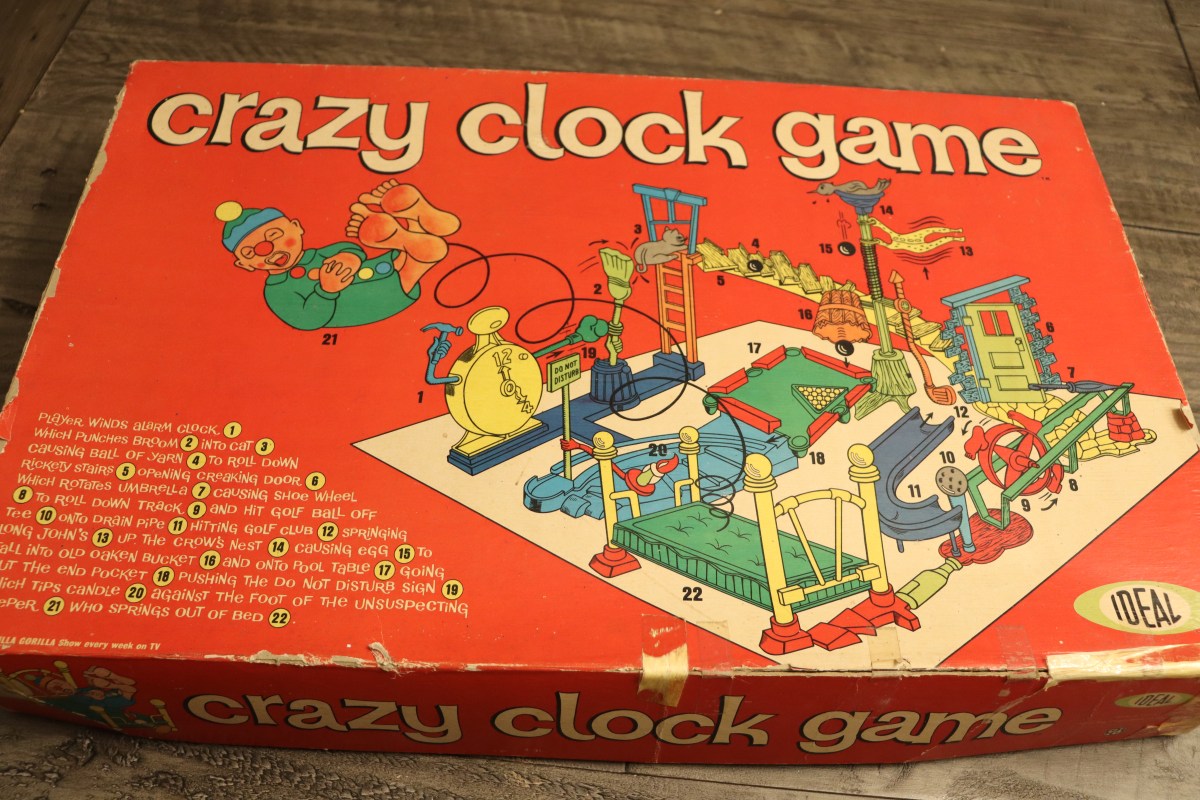 crazy clock game
DO NOT
DISTURB
PLAYER WINDS ALARM CLOCK, 1
WHICH PUNCHES BROOM 2 INTO CAT 3
CAUSING BALL OF YARN 4 TO ROLL DOWN
RICKETY STAIRS 5 OPENING CREAKING DOOR, 6
WHICH ROTATES UMBRELLA 7 CAUSING SHOE WHEEL
8 TO ROLL DOWN TRACK, 9 AND HIT GOLF BALL OFF
TEE 10 ONTO DRAIN PIPE 11 HITTING GOLF CLUB 12 SPRINGING
LONG JOHN'S 13 UP THE CROW'S NEST 14 CAUSING EGG 15 TO
ALL INTO OLD OAKEN BUCKET 16 AND ONTO POOL TABLE 17 GOING
UT THE END POCKET 18 PUSHING THE DO NOT DISTURB SIGN 19
HICH TIPS CANDLE 20 AGAINST THE FOOT OF THE UNSUSPECTING
EPER, 21 WHO SPRINGS OUT OF BED 22.
ILLA GORILLA Show every week on TV
1
2
3
4
5
6
7
8
9
10
11
12
13
14
15
16
17
18
19
20
21
22
IDEAL
crazy clock game
IDEAL